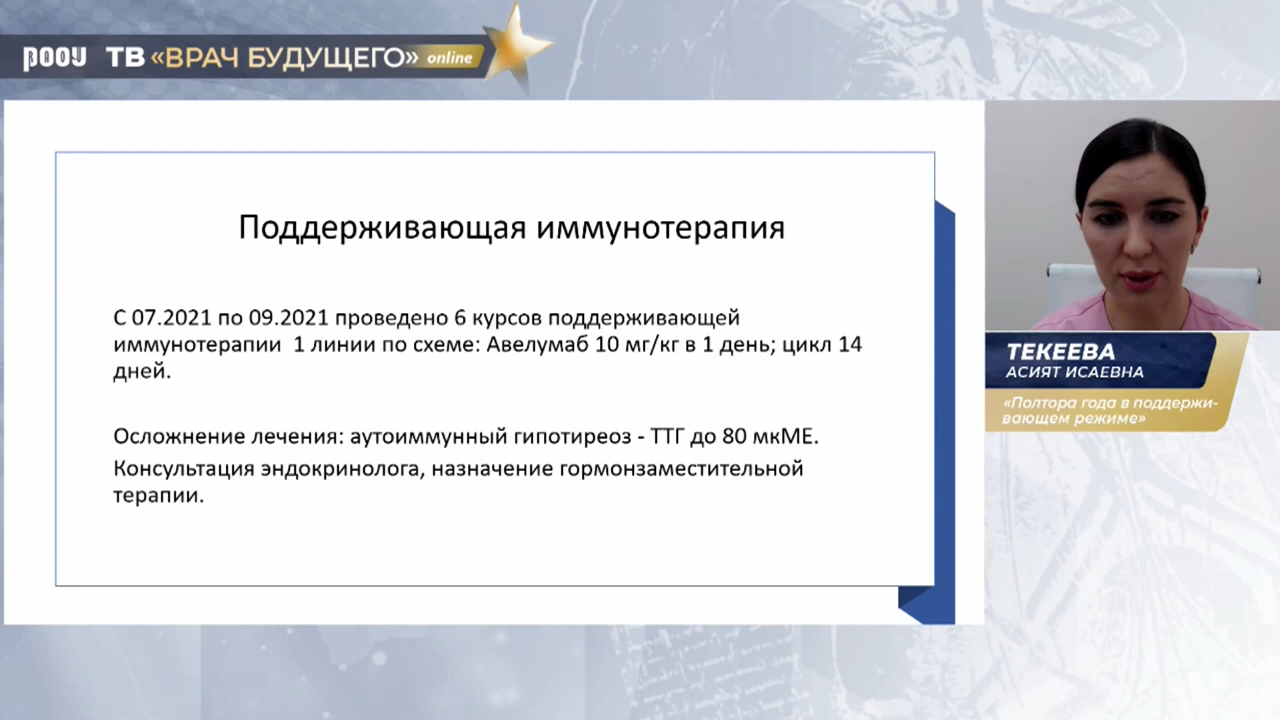 РООУ ТВ «ВРАЧ БУДУЩЕГО» online
Поддерживающая иммунотерапия
С 07.2021 по 09.2021 проведено 6 курсов поддерживающей
иммунотерапии 1 линии по схеме: Авелумаб 10 мг/кг в 1 день; цикл 14
дней.
Осложнение лечения: аутоиммунный гипотиреоз - ТТГ до 80 мкМЕ.
Консультация эндокринолога, назначение гормонзаместительной
терапии.
ТЕКЕЕВА
АСИЯТ ИСАЕВНА
«Полтора года в поддержи-
вающем режиме»